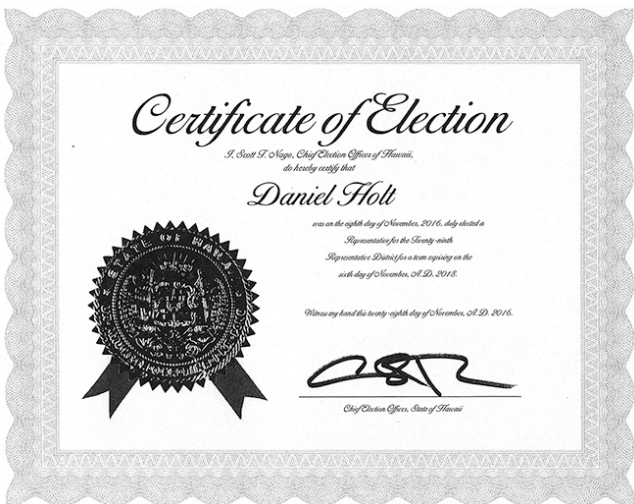 Certificate of Election
I, Scott T. Nago, Chief Election Officer of Hawaii,
do hereby certify that
Daniel Holt
was on the eighth day of November, 2016, duly elected a
Representative for the Twenty-ninth
Representative District for a term expiring on the
sixth day of November, A.D. 2018.
Witness my hand this twenty-eighth day of November, A.D. 2016.
STATE OF HAWAII
Chief Election Officer, State of Hawaii